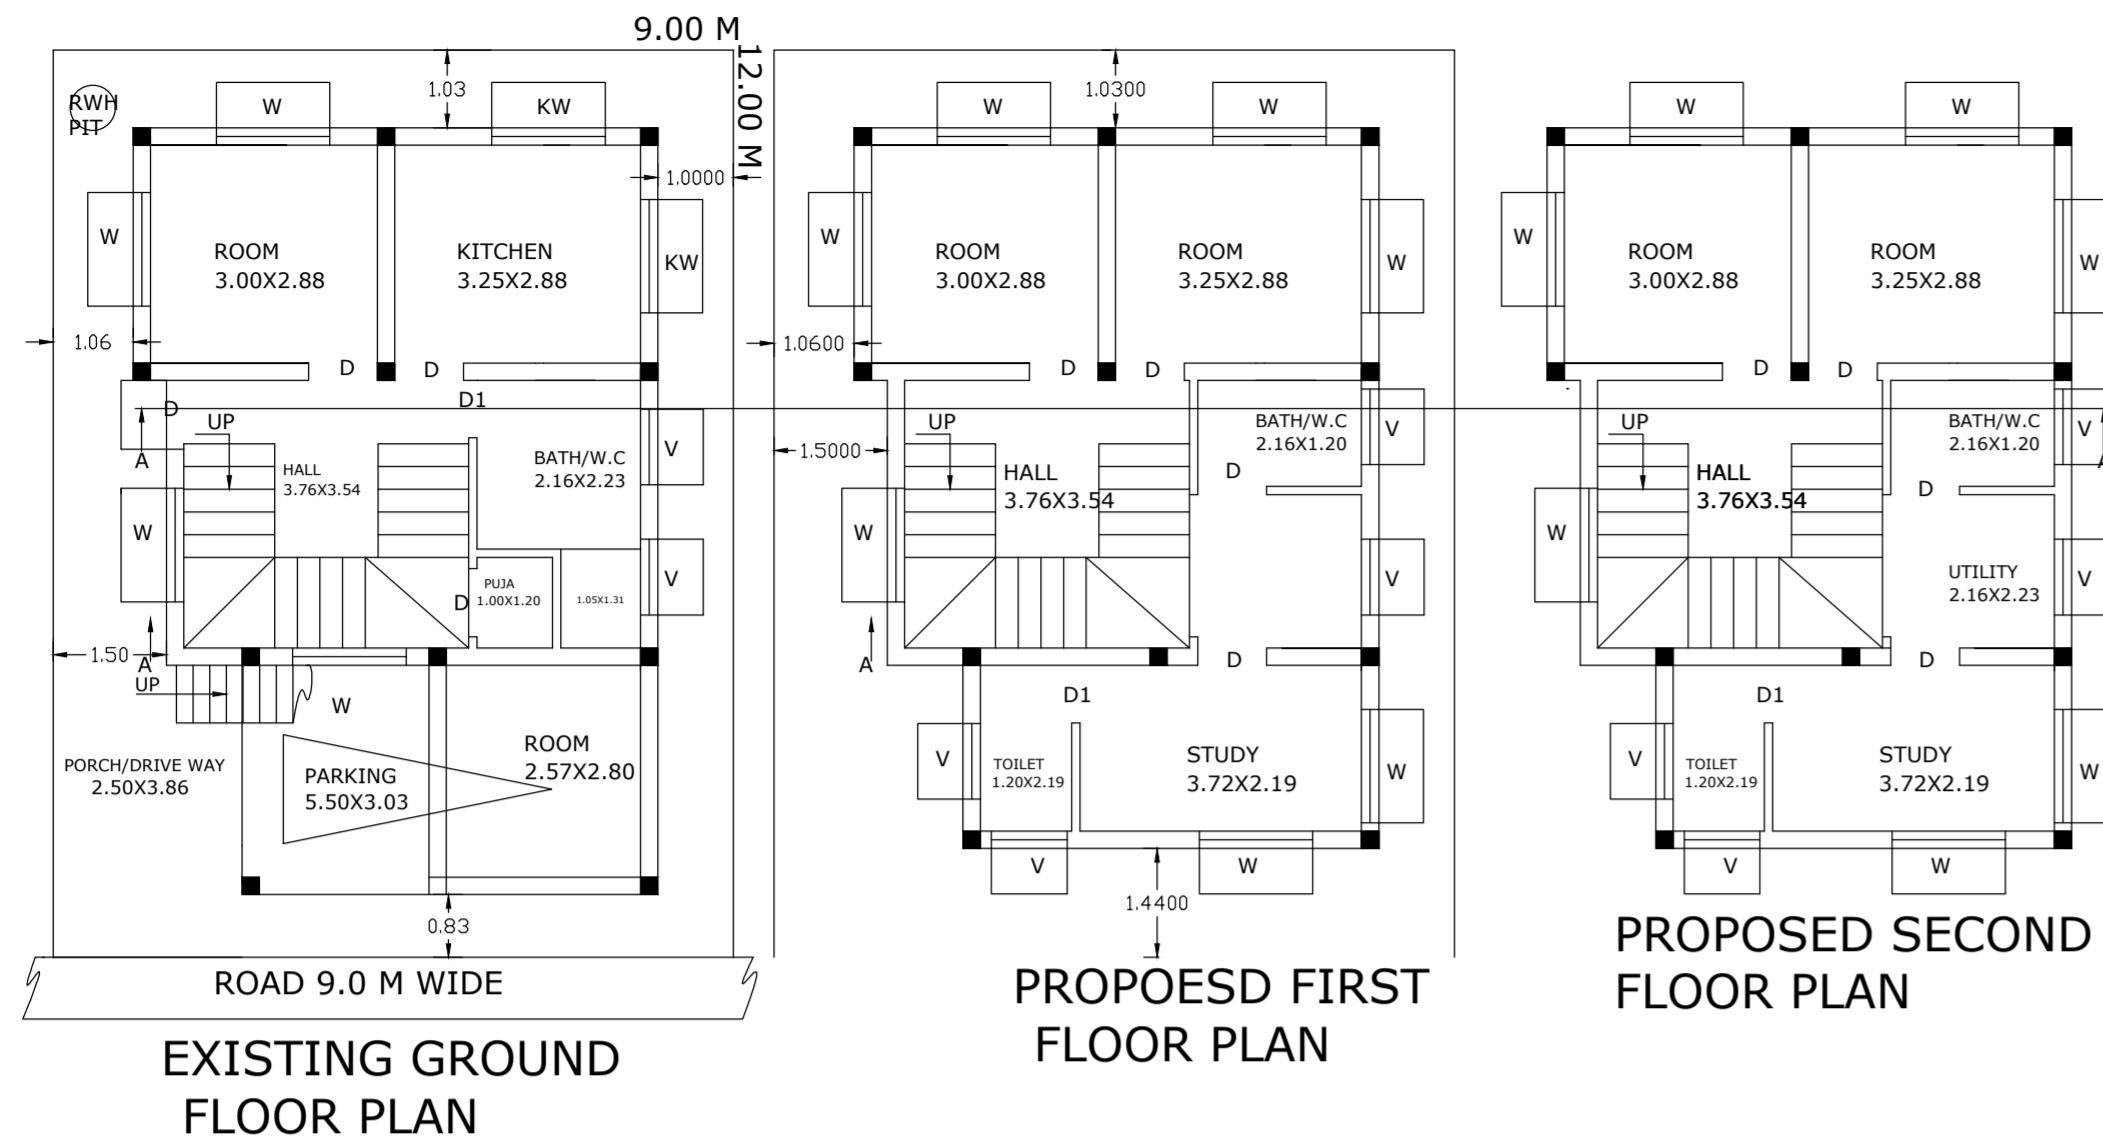 9.00 M
12.00 M
RWH
PIT
W
KW
1.03
1.0000
W
ROOM
3.00X2.88
KITCHEN
3.25X2.88
KW
1.06
D
D
D
D1
UP
A
HALL
3.76X3.54
BATH/W.C
2.16X2.23
V
W
PUJA
1.00X1.20
D
1.05X1.31
V
1.50
A
UP
W
PORCH/DRIVE WAY
2.50X3.86
PARKING
5.50X3.03
ROOM
2.57X2.80
0.83
ROAD 9.0 M WIDE
EXISTING GROUND
FLOOR PLAN
W
1.0300
W
W
ROOM
3.00X2.88
ROOM
3.25X2.88
W
1.0600
D
D
UP
1.5000
HALL
3.76X3.54
BATH/W.C
2.16X1.20
V
D
W
V
A
D
D1
V
TOILET
1.20X2.19
STUDY
3.72X2.19
W
V
W
1.4400
PROPOESD FIRST
FLOOR PLAN
W
W
W
ROOM
3.00X2.88
ROOM
3.25X2.88
W
D
D
UP
HALL
3.76X3.54
BATH/W.C
2.16X1.20
V
D
W
UTILITY
2.16X2.23
V
D
D1
V
TOILET
1.20X2.19
STUDY
3.72X2.19
W
V
W
PROPOSED SECOND
FLOOR PLAN